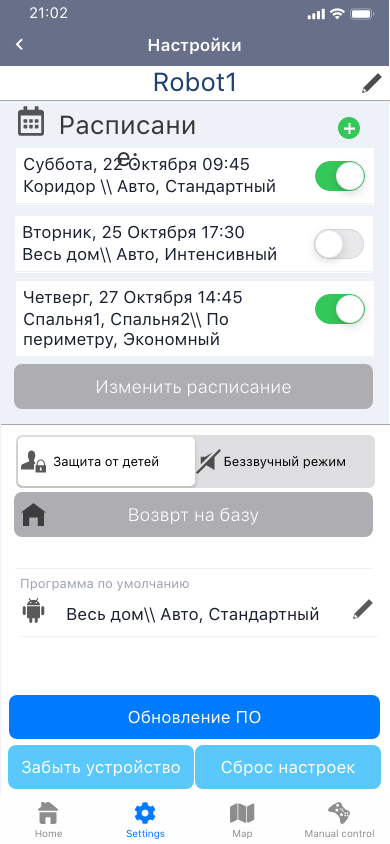 21:02
Настройки
Robot1
Расписани
е:
Суббота, 22 Октября 09:45
Коридор \\ Авто, Стандартный
Вторник, 25 Октября 17:30
Весь дом\\ Авто, Интенсивный
Четверг, 27 Октября 14:45
Спальня1, Спальня2\\ По
периметру, Экономный
Изменить расписание
Защита от детей
Беззвучный режим
Возврт на базу
Программа по умолчанию
Весь дом\\ Авто, Стандартный
Обновление ПО
Забыть устройство
Сброс настроек
Home
Settings
Map
Manual control